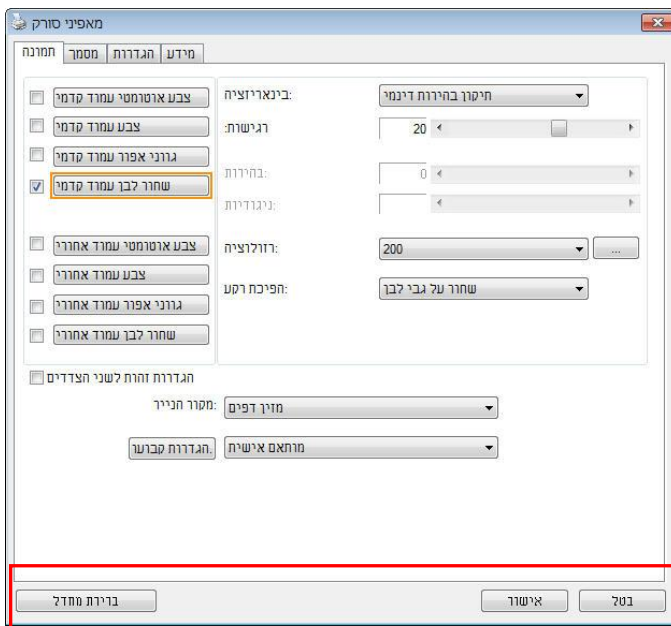 מאפיני סורק
תמונה מסמך הגדרות מידע
צבע אוטומטי עמוד קדמי
צבע עמוד קדמי
גווני אפור עמוד קדמי
שחור לבן עמוד קדמי
צבע אוטומטי עמוד אחורי
צבע עמוד אחורי
גווני אפור עמוד אחורי
שחור לבן עמוד אחורי
בינאריזציה: תיקון בהירות דינמי
רגישות: 20
בהירות: 0
ניגודיות:
רזולוציה: 200 ...
הפיכת רקע: שחור על גבי לבן
הגדרות זהות לשני הצדדים
מקור הנייר: מזין דפים
הגדרות קבועו. מותאם אישית
ברירת מחדל אישור בטל